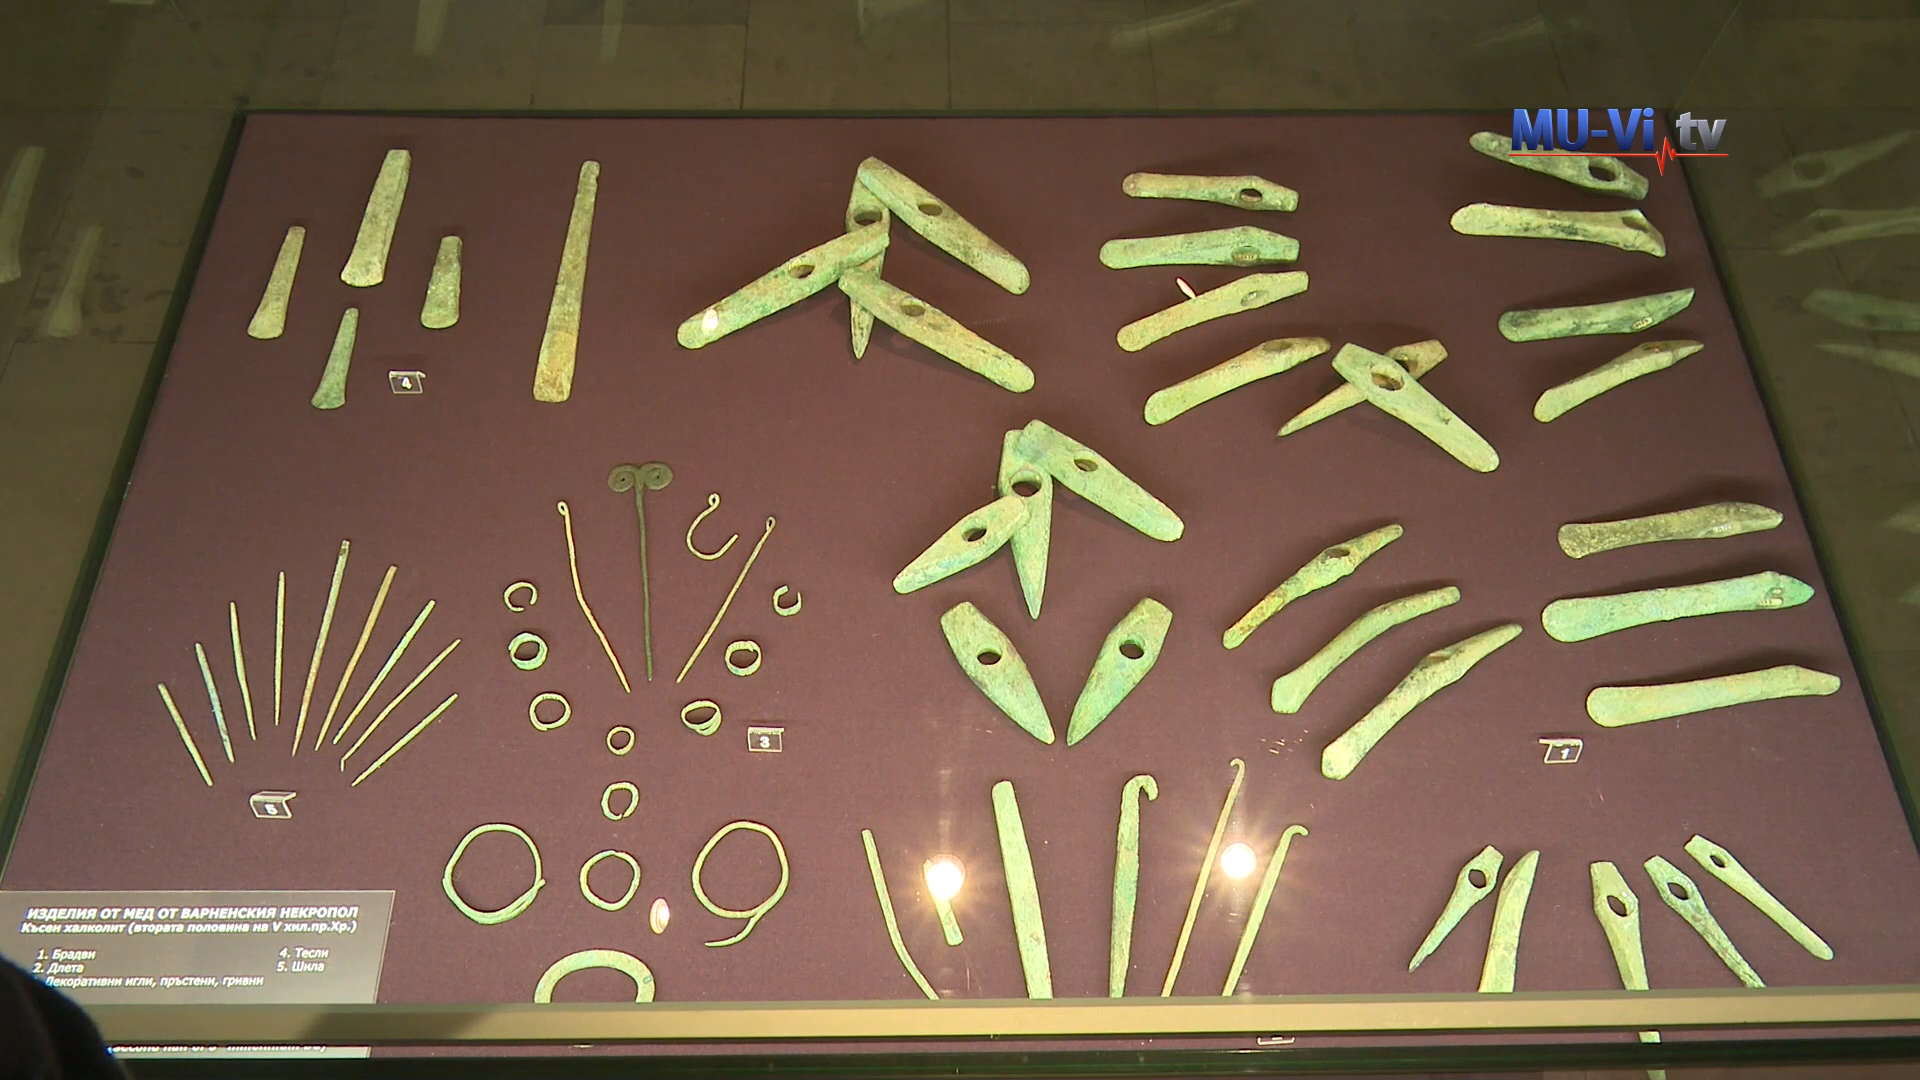 MU-Vi tv
4
3
1
5
ИЗДЕЛИЯ ОТ МЕД ОТ ВАРНЕНСКИЯ НЕКРОПОЛ
Късен халколит (втората половина на V хил.пр.Хр.)
1. Брадви
4. Тесли
2. Длета
5. Шила
Декоративни игли, пръстени, гривни